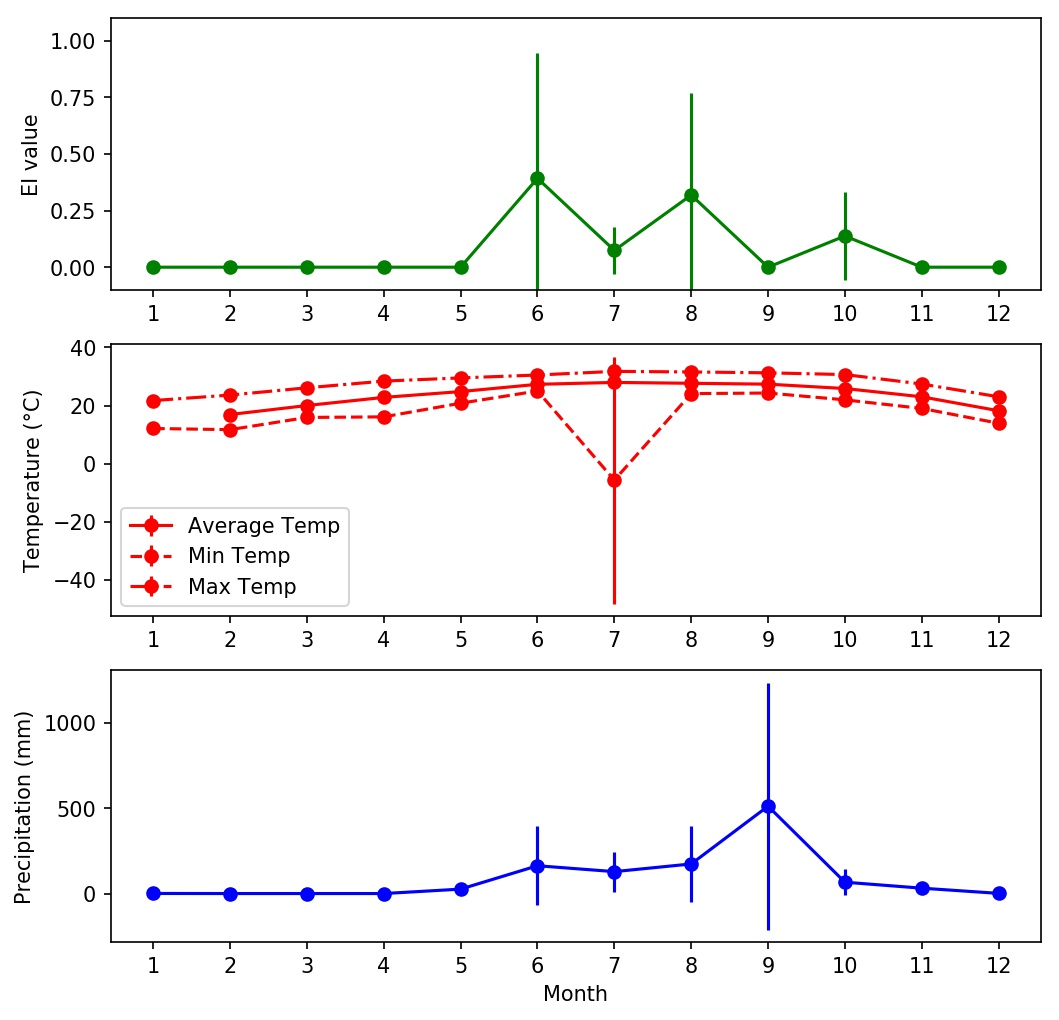 EI value
1.00
0.75
0.50
0.25
0.00
1 2 3 4 5 6 7 8 9 10 11 12
Temperature (°C)
40
20
0
−20
−40
Average Temp
Min Temp
Max Temp
1 2 3 4 5 6 7 8 9 10 11 12
Precipitation (mm)
1000
500
0
1 2 3 4 5 6 7 8 9 10 11 12
Month